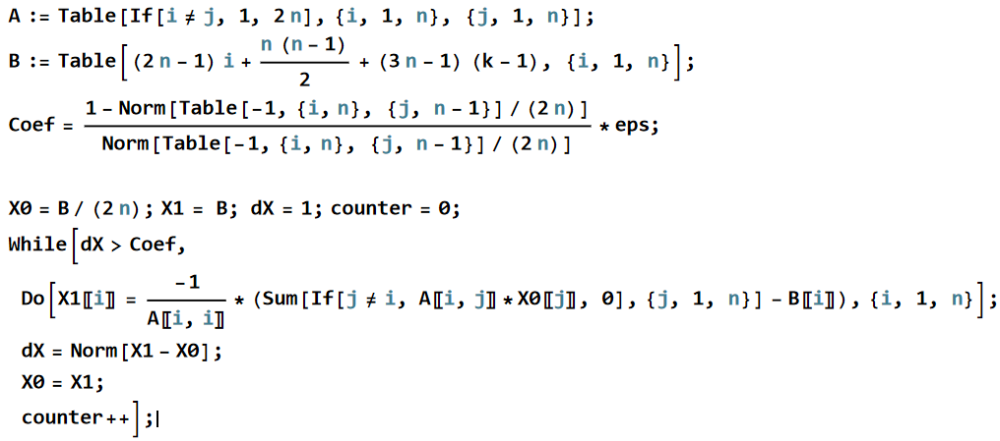 A := Table[If[i ≠ j, 1, 2 n], {i, 1, n}, {j, 1, n}];
B := Table[(2 n - 1) i + n (n - 1) / 2 + (3 n - 1) (k - 1), {i, 1, n}];
Coef = 1 - Norm[Table[-1, {i, n}, {j, n - 1}] / (2 n)] / Norm[Table[-1, {i, n}, {j, n - 1}] / (2 n)] * eps;
X0 = B / (2 n); X1 = B; dX = 1; counter = 0;
While[dX > Coef,
Do[X1〚i〛 = -1 / A〚i, i〛 * (Sum[If[j ≠ i, A〚i, j〛 * X0〚j〛, 0], {j, 1, n}] - B〚i〛), {i, 1, n}];
dX = Norm[X1 - X0];
X0 = X1;
counter++];